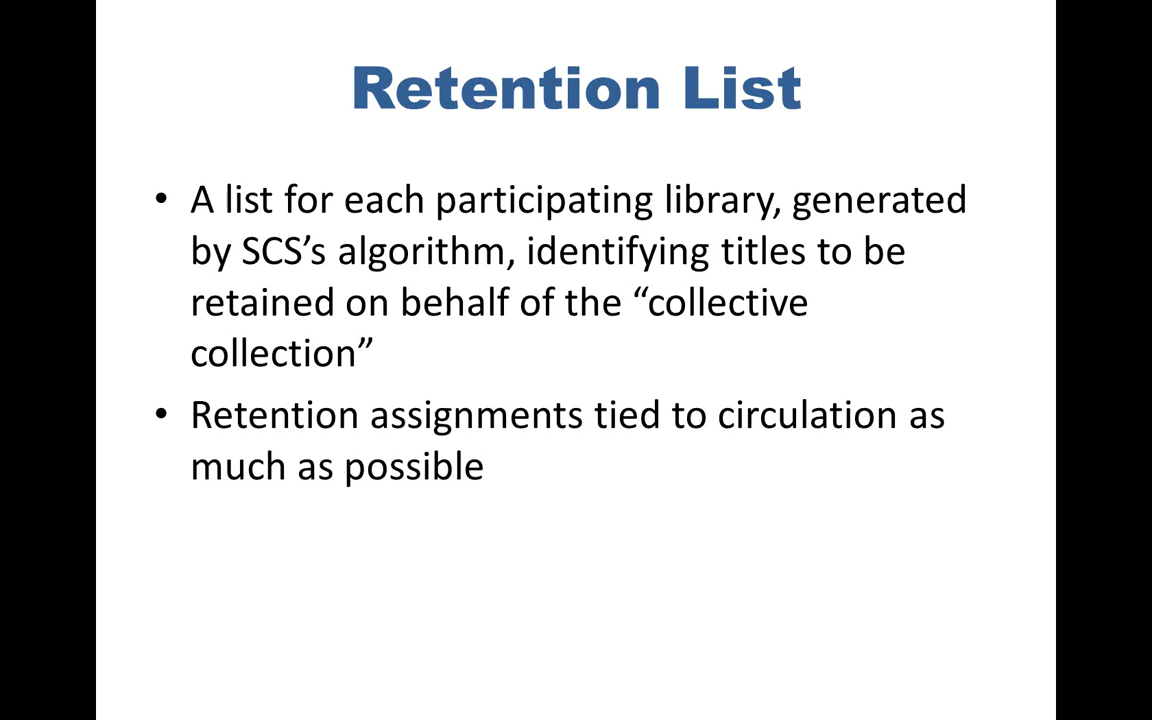 Retention List
• A list for each participating library, generated
by SCS’s algorithm, identifying titles to be
retained on behalf of the “collective
collection”
• Retention assignments tied to circulation as
much as possible